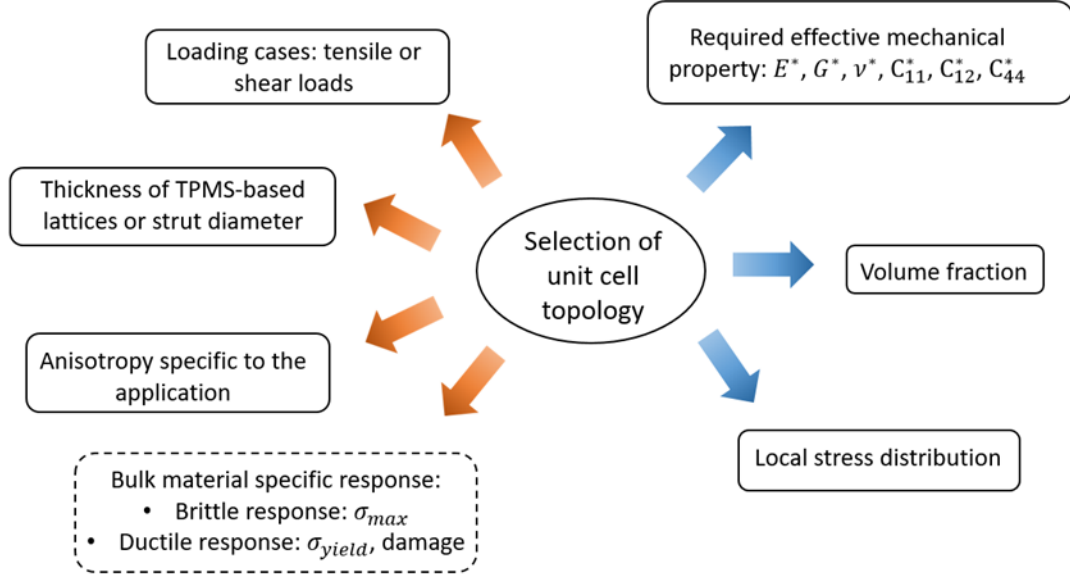 Loading cases: tensile or
shear loads
Required effective mechanical
property: E*, G*, ν*, C*11, C*12, C*44
Thickness of TPMS-based
lattices or strut diameter
Selection of
unit cell
topology
Volume fraction
Anisotropy specific to the
application
Local stress distribution
Bulk material specific response:
• Brittle response: σmax
• Ductile response: σyield, damage